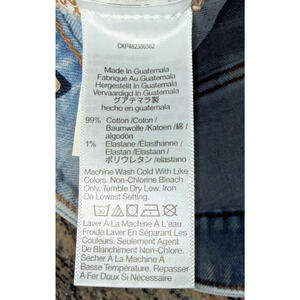 CKP462386562
Made In Guatemala
Fabriqué Au Guatemala
Hergestellt In Guatemala
Vervaardigd In Guatemala
グアテマラ製
hecho en guatemala
99% Cotton /Coton /
Baumwolle /Katoen /綿 /
algodón
1% Elastane /Élasthanne /
Elastan /Elastaan /
ポリウレタン /elastano
Machine Wash Cold With Like
Colors. Non-Chlorine Bleach
Only. Tumble Dry Low. Iron
On Lowest Setting.
Laver À La Machine À L'eau
Froide.Laver En Séparant Les
Couleurs. Seulement Agent
De Blanchiment Non-Chlore.
Sécher À La Machine À
Basse Température. Repasser
A Fer Doux Si Nécessaire